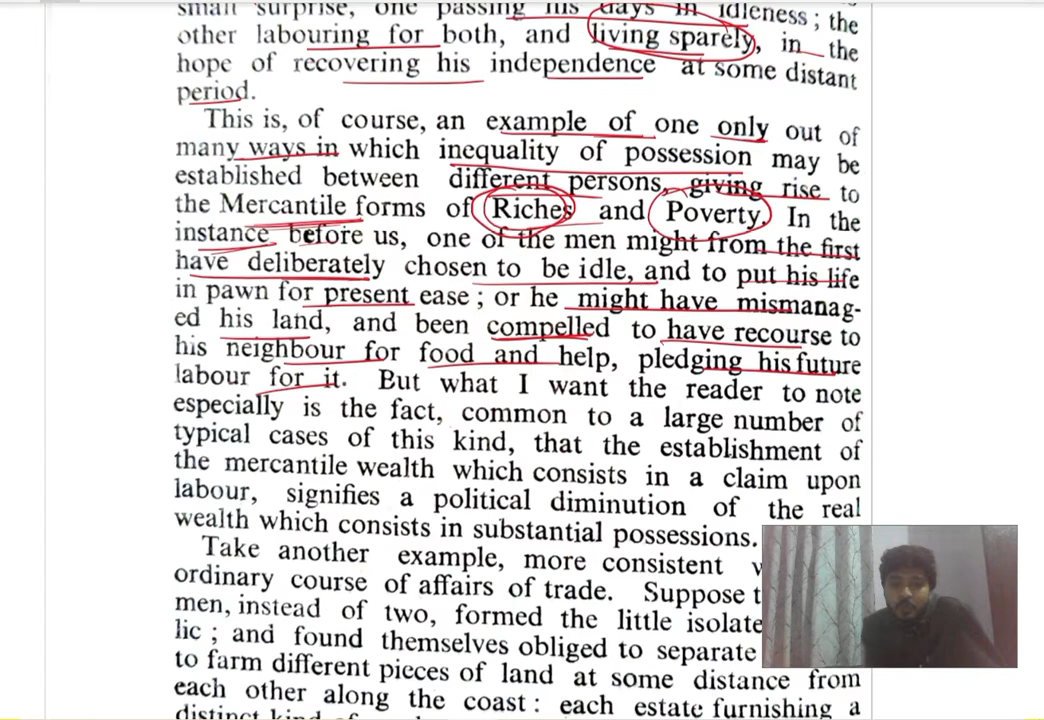 small surprise, one passing his days in idleness; the
other labouring for both, and living sparely, in the
hope of recovering his independence at some distant
period.
This is, of course, an example of one only out of
many ways in which inequality of possession may be
established between different persons, giving rise to
the Mercantile forms of Riches and Poverty. In the
instance before us, one of the men might from the first
have deliberately chosen to be idle, and to put his life
in pawn for present ease; or he might have mismanag-
ed his land, and been compelled to have recourse to
his neighbour for food and help, pledging his future
labour for it. But what I want the reader to note
especially is the fact, common to a large number of
typical cases of this kind, that the establishment of
the mercantile wealth which consists in a claim upon
labour, signifies a political diminution of the real
wealth which consists in substantial possessions.
Take another example, more consistent
ordinary course of affairs of trade. Suppose
men, instead of two, formed the little isolate
lic; and found themselves obliged to separate
to farm different pieces of land at some distance from
each other along the coast: each estate furnishing a
distinct kind